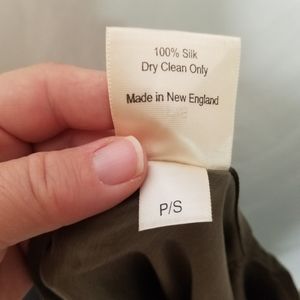 100% Silk
Dry Clean Only
Made in New England
P/S